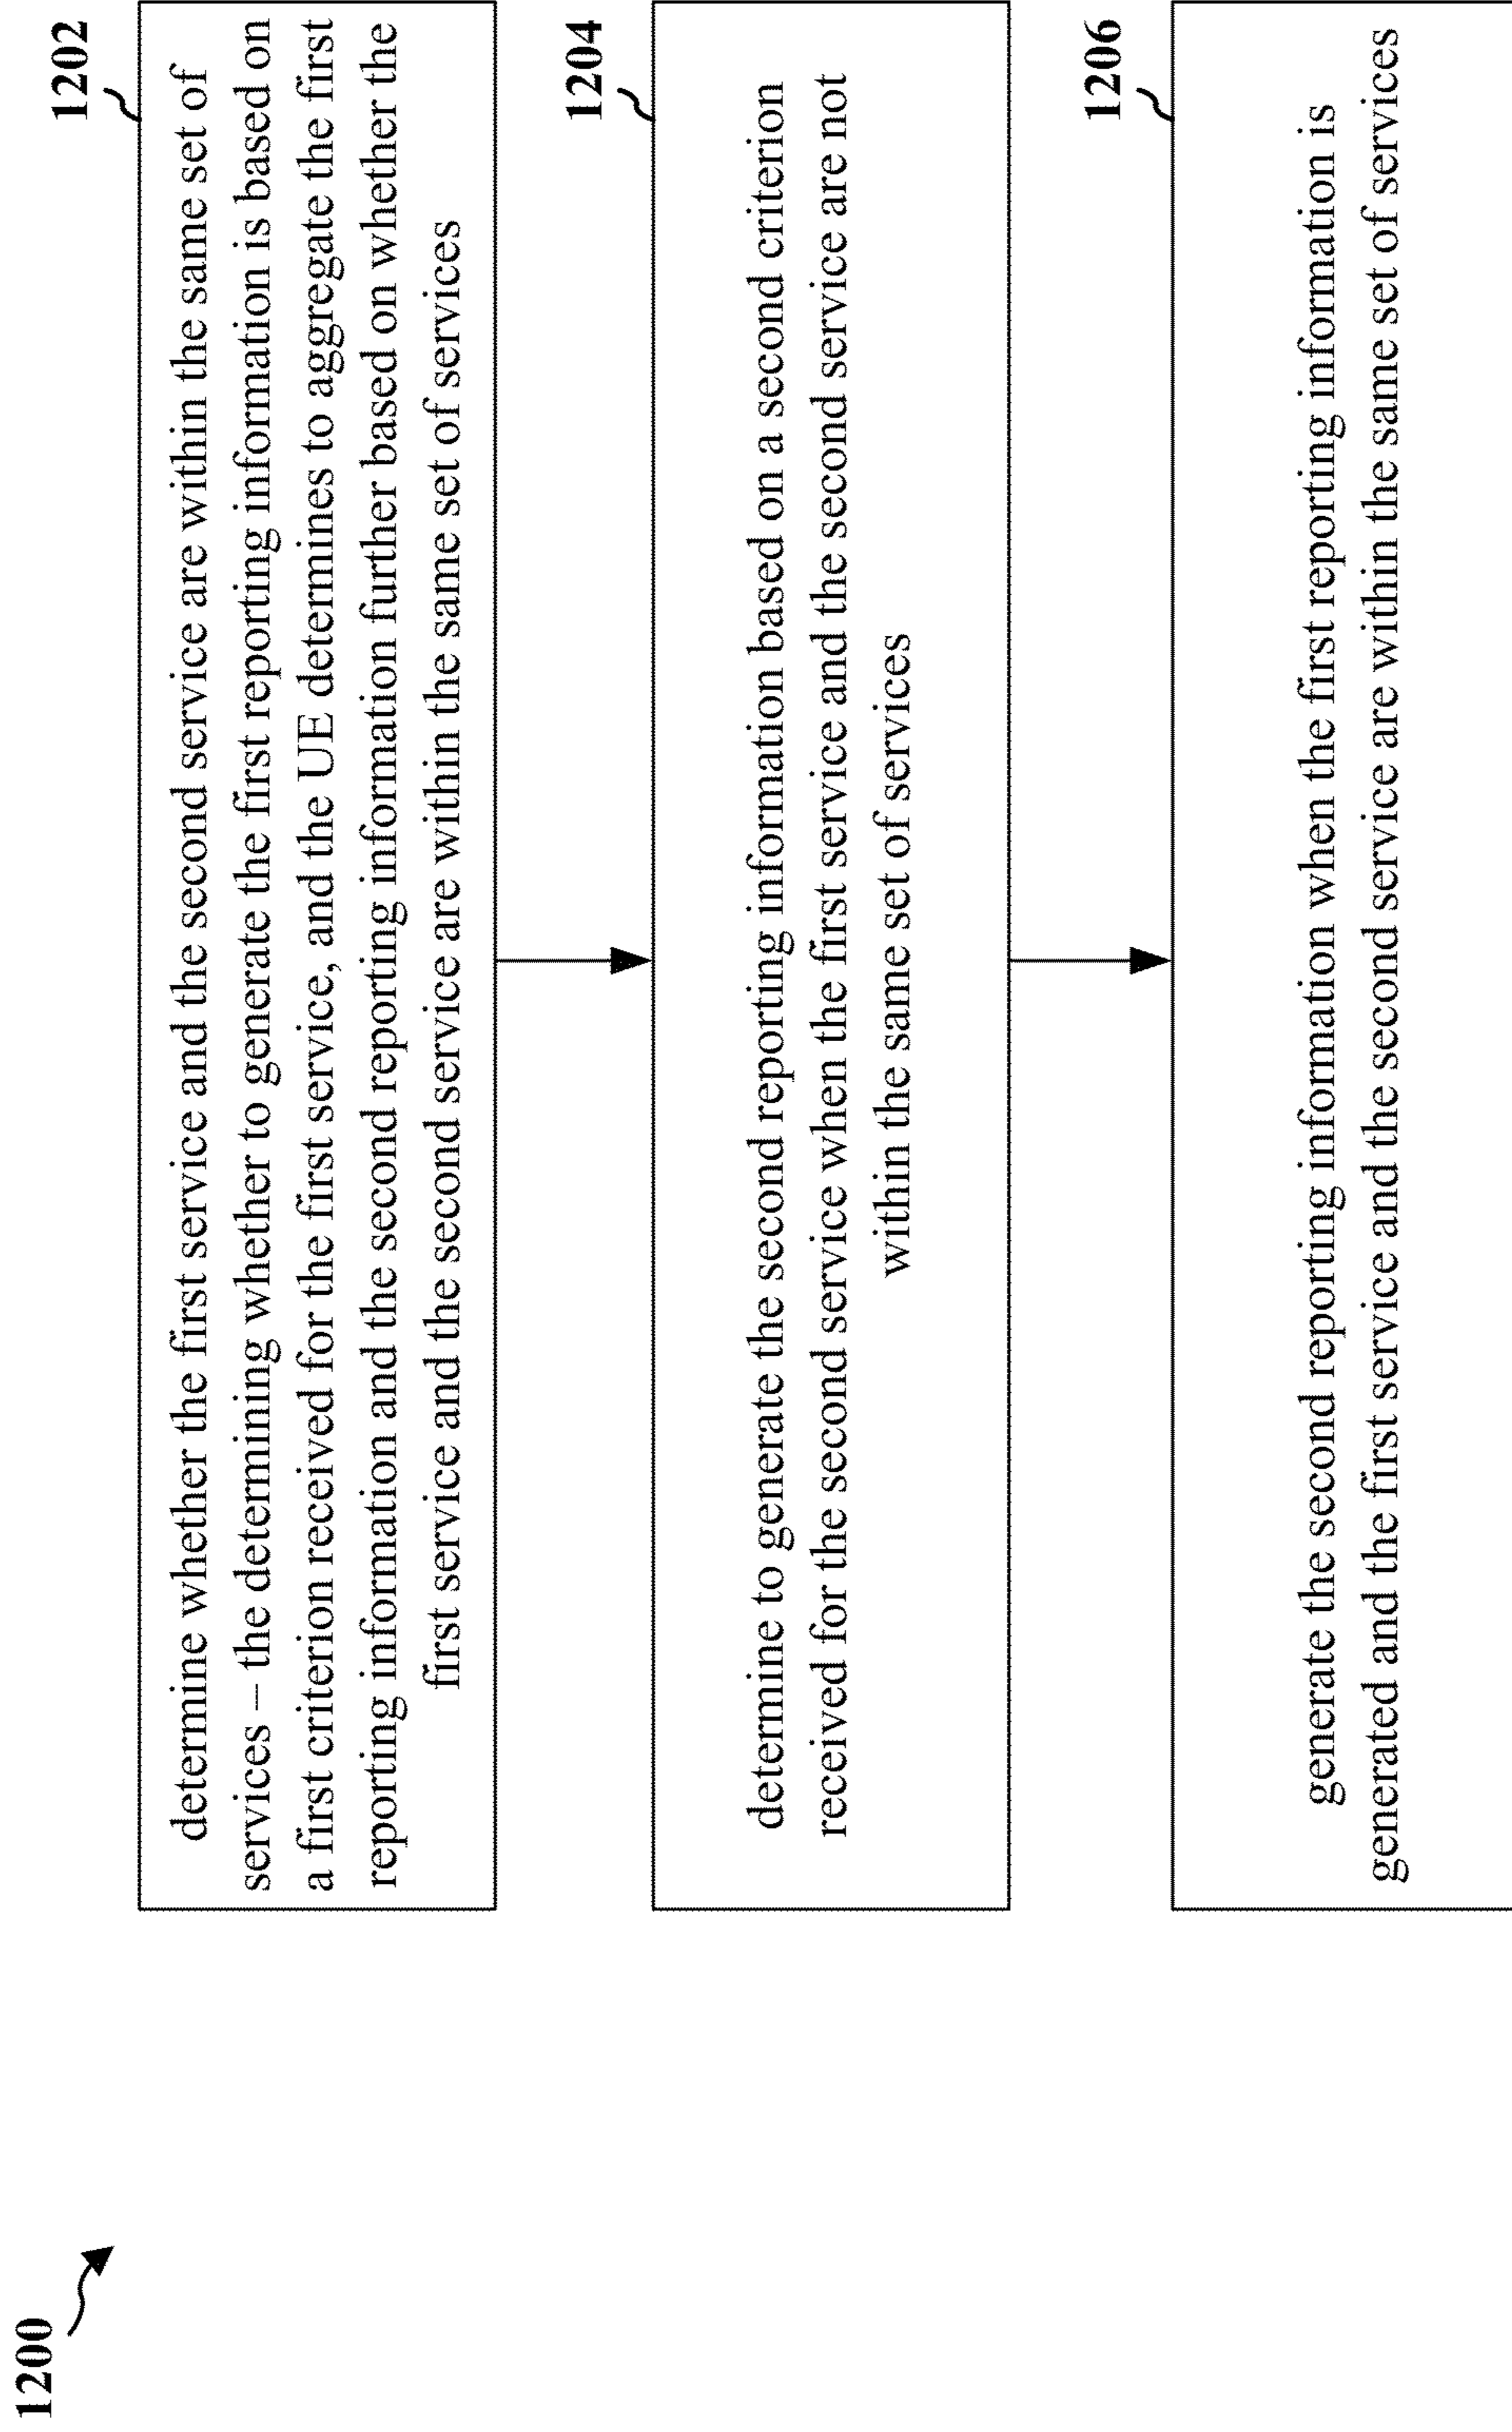 1200
1202
determine whether the first service and the second service are within the same set of
services – the determining whether to generate the first reporting information is based on
a first criterion received for the first service, and the UE determines to aggregate the first
reporting information and the second reporting information further based on whether the
first service and the second service are within the same set of services
1204
determine to generate the second reporting information based on a second criterion
received for the second service when the first service and the second service are not
within the same set of services
1206
generate the second reporting information when the first reporting information is
generated and the first service and the second service are within the same set of services